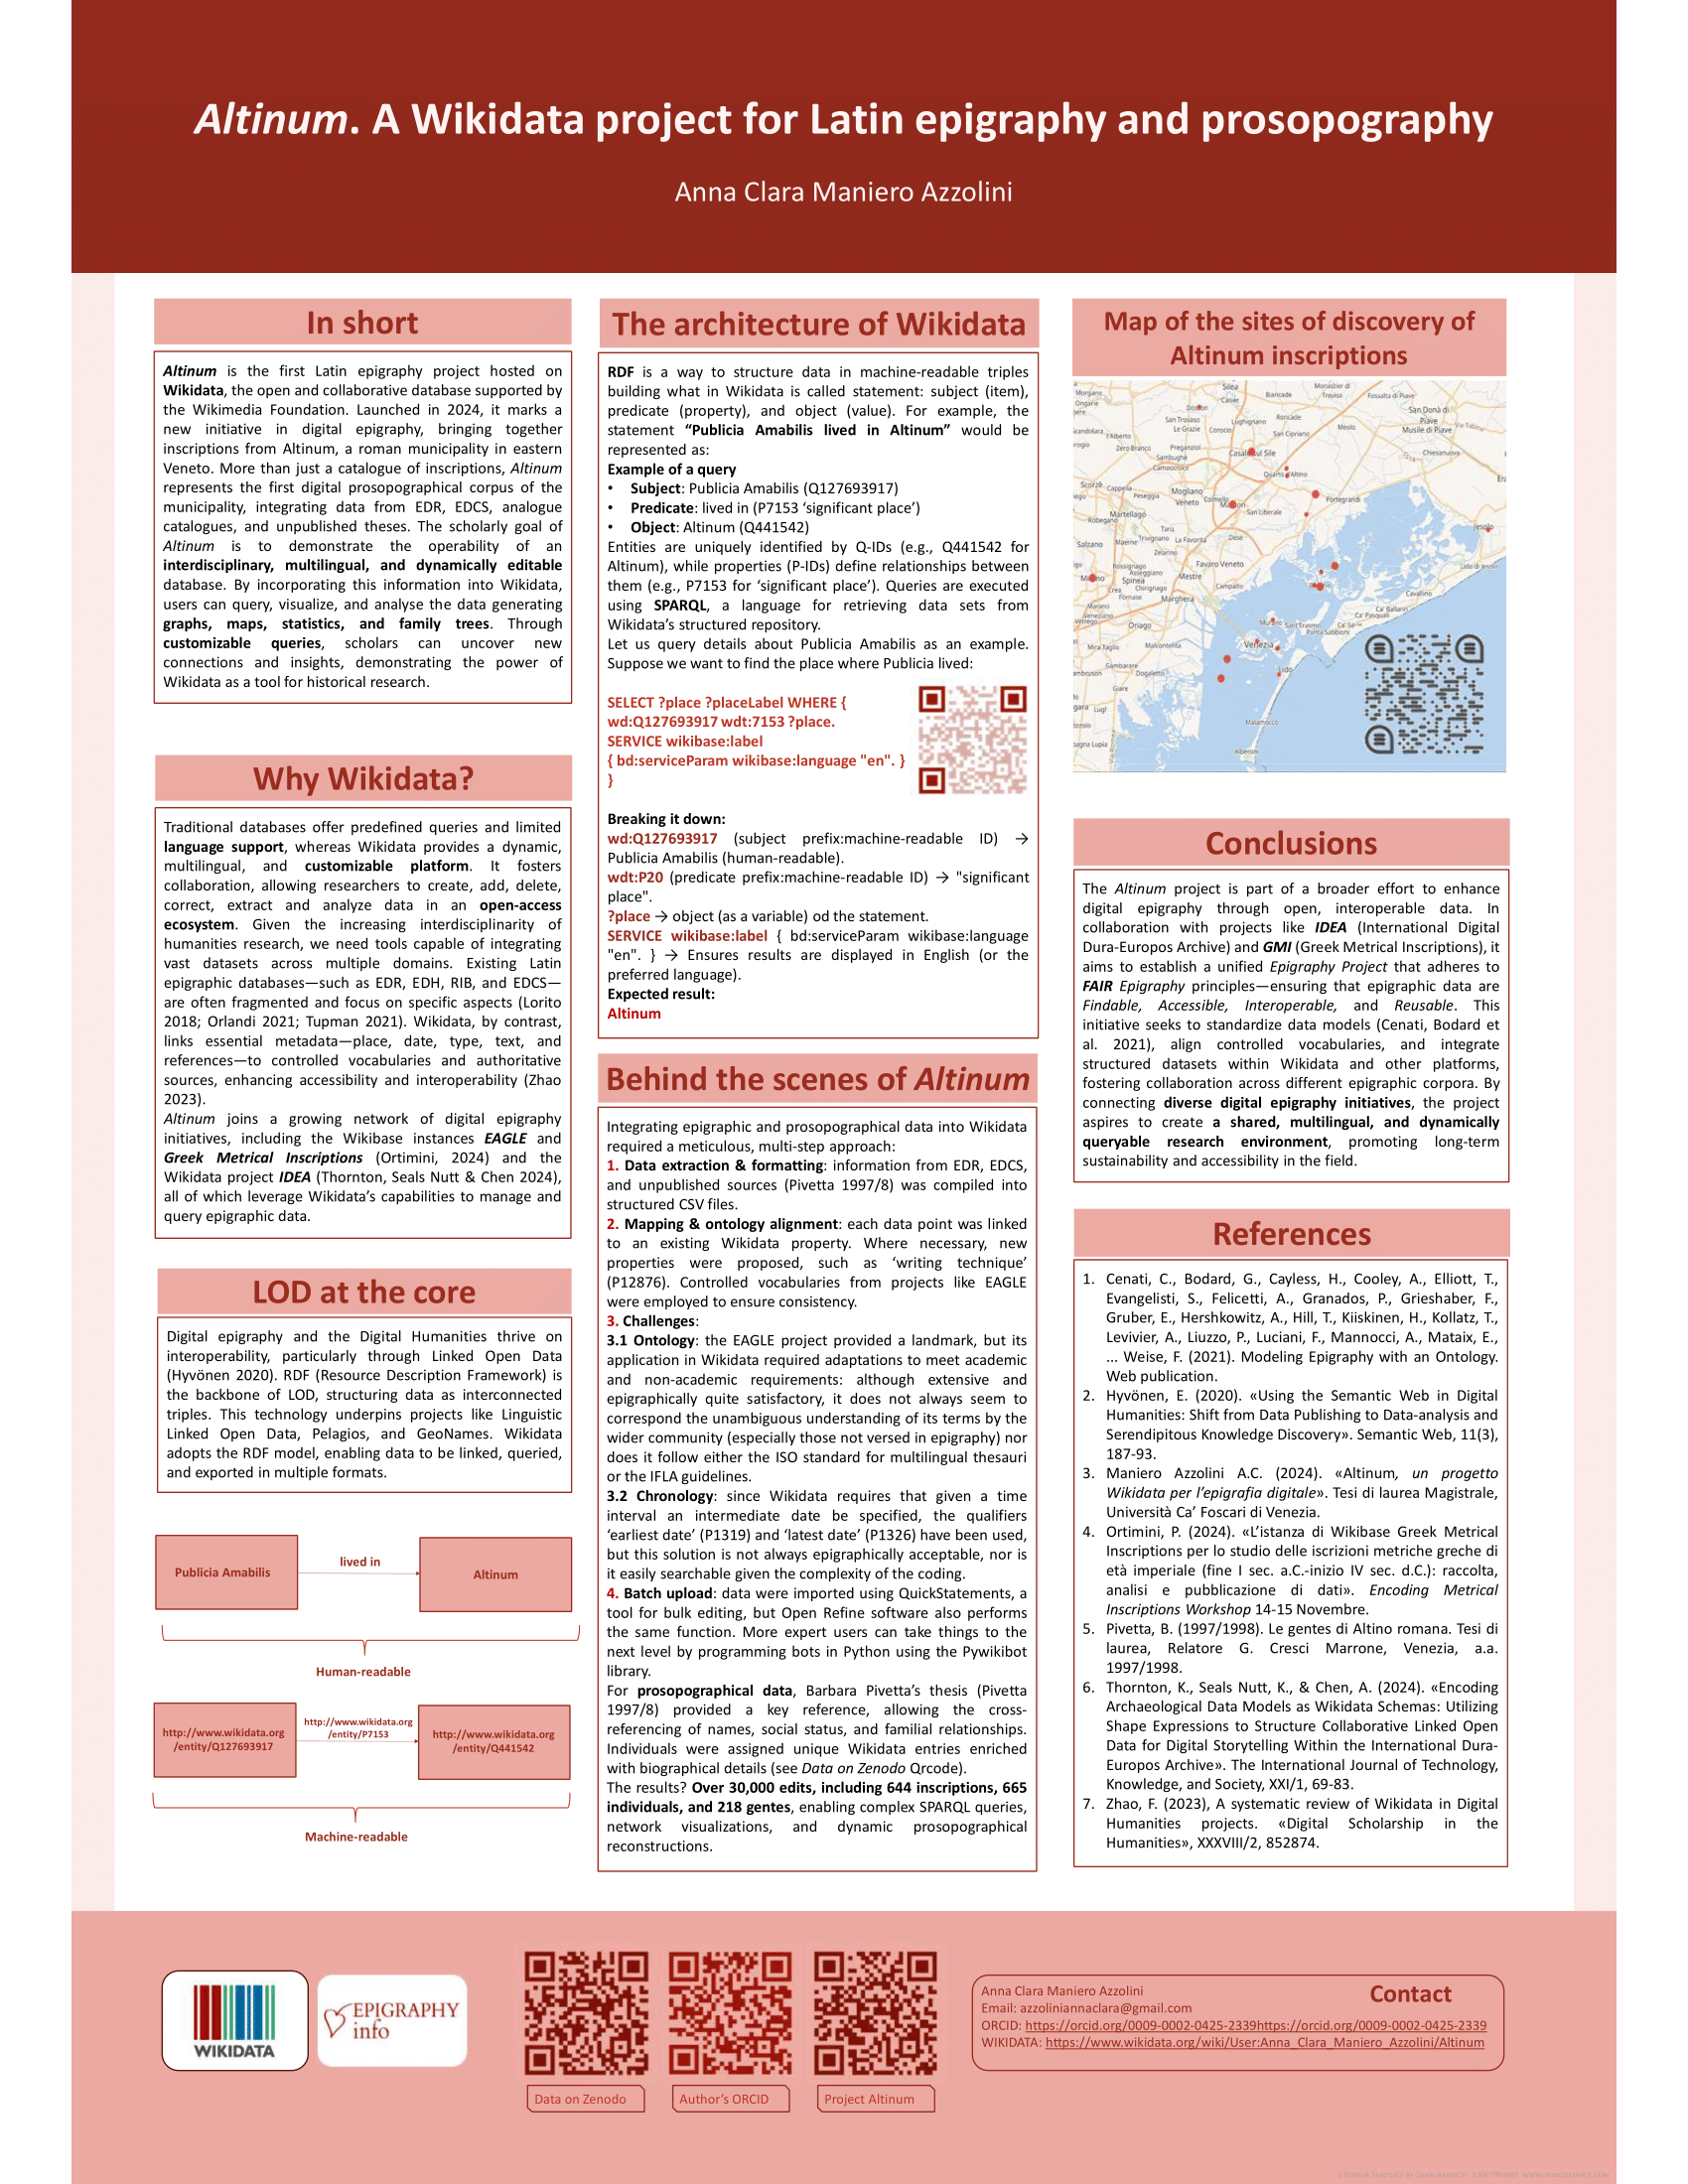 Altinum. A Wikidata project for Latin epigraphy and prosopography
Anna Clara Maniero Azzolini
In short
Altinum is the first Latin epigraphy project hosted on
Wikidata, the open and collaborative database supported by
the Wikimedia Foundation. Launched in 2024, it marks a
new initiative in digital epigraphy, bringing together
inscriptions from Altinum, a roman municipality in eastern
Veneto. More than just a catalogue of inscriptions, Altinum
represents the first digital prosopographical corpus of the
municipality, integrating data from EDR, EDCS, analogue
catalogues, and unpublished theses. The scholarly goal of
Altinum is to demonstrate the operability of an
interdisciplinary, multilingual, and dynamically editable
database. By incorporating this information into Wikidata,
users can query, visualize, and analyse the data generating
graphs, maps, statistics, and family trees. Through
customizable queries, scholars can uncover new
connections and insights, demonstrating the power of
Wikidata as a tool for historical research.
Why Wikidata?
Traditional databases offer predefined queries and limited
language support, whereas Wikidata provides a dynamic,
multilingual, and customizable platform. It fosters
collaboration, allowing researchers to create, add, delete,
correct, extract and analyze data in an open-access
ecosystem. Given the increasing interdisciplinarity of
humanities research, we need tools capable of integrating
vast datasets across multiple domains. Existing Latin
epigraphic databases—such as EDR, EDH, RIB, and EDCS—
are often fragmented and focus on specific aspects (Lorito
2018; Orlandi 2021; Tupman 2021). Wikidata, by contrast,
links essential metadata—place, date, type, text, and
references—to controlled vocabularies and authoritative
sources, enhancing accessibility and interoperability (Zhao
2023).
Altinum joins a growing network of digital epigraphy
initiatives, including the Wikibase instances EAGLE and
Greek Metrical Inscriptions (Ortimini, 2024) and the
Wikidata project IDEA (Thornton, Seals Nutt & Chen 2024),
all of which leverage Wikidata's capabilities to manage and
query epigraphic data.
LOD at the core
Digital epigraphy and the Digital Humanities thrive on
interoperability, particularly through Linked Open Data
(Hyvönen 2020). RDF (Resource Description Framework) is
the backbone of LOD, structuring data as interconnected
triples. This technology underpins projects like Linguistic
Linked Open Data, Pelagios, and GeoNames. Wikidata
adopts the RDF model, enabling data to be linked, queried,
and exported in multiple formats.
Publicia Amabilis
lived in
Altinum
Human-readable
http://www.wikidata.org
/entity/Q127693917
http://www.wikidata.org
/entity/P7153
http://www.wikidata.org
/entity/Q441542
Machine-readable
The architecture of Wikidata
RDF is a way to structure data in machine-readable triples
building what in Wikidata is called statement: subject (item),
predicate (property), and object (value). For example, the
statement “Publicia Amabilis lived in Altinum” would be
represented as:
Example of a query
• Subject: Publicia Amabilis (Q127693917)
• Predicate: lived in (P7153 ‘significant place’)
• Object: Altinum (Q441542)
Entities are uniquely identified by Q-IDs (e.g., Q441542 for
Altinum), while properties (P-IDs) define relationships between
them (e.g., P7153 for ‘significant place’). Queries are executed
using SPARQL, a language for retrieving data sets from
Wikidata’s structured repository.
Let us query details about Publicia Amabilis as an example.
Suppose we want to find the place where Publicia lived:
SELECT ?place ?placeLabel WHERE {
wd:Q127693917 wdt:7153 ?place.
SERVICE wikibase:label
{ bd:serviceParam wikibase:language "en". }
}
Breaking it down:
wd:Q127693917 (subject prefix:machine-readable ID) →
Publicia Amabilis (human-readable).
wdt:P20 (predicate prefix:machine-readable ID) → "significant
place".
?place → object (as a variable) od the statement.
SERVICE wikibase:label { bd:serviceParam wikibase:language
"en". } → Ensures results are displayed in English (or the
preferred language).
Expected result:
Altinum
Behind the scenes of Altinum
Integrating epigraphic and prosopographical data into Wikidata
required a meticulous, multi-step approach:
1. Data extraction & formatting: information from EDR, EDCS,
and unpublished sources (Pivetta 1997/8) was compiled into
structured CSV files.
2. Mapping & ontology alignment: each data point was linked
to an existing Wikidata property. Where necessary, new
properties were proposed, such as ‘writing technique’
(P12876). Controlled vocabularies from projects like EAGLE
were employed to ensure consistency.
3. Challenges:
3.1 Ontology: the EAGLE project provided a landmark, but its
application in Wikidata required adaptations to meet academic
and non-academic requirements: although extensive and
epigraphically quite satisfactory, it does not always seem to
correspond the unambiguous understanding of its terms by the
wider community (especially those not versed in epigraphy) nor
does it follow either the ISO standard for multilingual thesauri
or the IFLA guidelines.
3.2 Chronology: since Wikidata requires that given a time
interval an intermediate date be specified, the qualifiers
‘earliest date’ (P1319) and ‘latest date’ (P1326) have been used,
but this solution is not always epigraphically acceptable, nor is
it easily searchable given the complexity of the coding.
4. Batch upload: data were imported using QuickStatements, a
tool for bulk editing, but Open Refine software also performs
the same function. More expert users can take things to the
next level by programming bots in Python using the Pywikibot
library.
For prosopographical data, Barbara Pivetta’s thesis (Pivetta
1997/8) provided a key reference, allowing the cross-
referencing of names, social status, and familial relationships.
Individuals were assigned unique Wikidata entries enriched
with biographical details (see Data on Zenodo Qrcode).
The results? Over 30,000 edits, including 644 inscriptions, 665
individuals, and 218 gentes, enabling complex SPARQL queries,
network visualizations, and dynamic prosopographical
reconstructions.
Map of the sites of discovery of
Altinum inscriptions
Silea
Biancade
Monastier di
Treviso
Fossalta di Piave
Casier
San Donà di
Piave
Musile di Piave
Roncade
Meolo
San Cipriano
Preganziol
Zero Branco
Mogliano
Veneto
San Liberale
Portegrandi
Favaro Veneto
Mestre
Marghera
Campalto
Oriago
Malcontenta
Venezia
Lido
Malamocco
Alberoni
Cavallino
Lido di Jesolo
Conclusions
The Altinum project is part of a broader effort to enhance
digital epigraphy through open, interoperable data. In
collaboration with projects like IDEA (International Digital
Dura-Europos Archive) and GMI (Greek Metrical Inscriptions), it
aims to establish a unified Epigraphy Project that adheres to
FAIR Epigraphy principles—ensuring that epigraphic data are
Findable, Accessible, Interoperable, and Reusable. This
initiative seeks to standardize data models (Cenati, Bodard et
al. 2021), align controlled vocabularies, and integrate
structured datasets within Wikidata and other platforms,
fostering collaboration across different epigraphic corpora. By
connecting diverse digital epigraphy initiatives, the project
aspires to create a shared, multilingual, and dynamically
queryable research environment, promoting long-term
sustainability and accessibility in the field.
References
1. Cenati, C., Bodard, G., Cayless, H., Cooley, A., Elliott, T.,
Evangelisti, S., Felicetti, A., Granados, P., Grieshaber, F.,
Gruber, E., Hershkowitz, A., Hill, T., Kiiskinen, H., Kollatz, T.,
Levivier, A., Liuzzo, P., Luciani, F., Mannocci, A., Mataix, E.,
... Weise, F. (2021). Modeling Epigraphy with an Ontology.
Web publication.
2. Hyvönen, E. (2020). «Using the Semantic Web in Digital
Humanities: Shift from Data Publishing to Data-analysis and
Serendipitous Knowledge Discovery». Semantic Web, 11(3),
187-93.
3. Maniero Azzolini A.C. (2024). «Altinum, un progetto
Wikidata per l’epigrafia digitale». Tesi di laurea Magistrale,
Università Ca’ Foscari di Venezia.
4. Ortimini, P. (2024). «L’istanza di Wikibase Greek Metrical
Inscriptions per lo studio delle iscrizioni metriche greche di
età imperiale (fine I sec. a.C.-inizio IV sec. d.C.): raccolta,
analisi e pubblicazione di dati». Encoding Metrical
Inscriptions Workshop 14-15 Novembre.
5. Pivetta, B. (1997/1998). Le gentes di Altino romana. Tesi di
laurea, Relatore G. Cresci Marrone, Venezia, a.a.
1997/1998.
6. Thornton, K., Seals Nutt, K., & Chen, A. (2024). «Encoding
Archaeological Data Models as Wikidata Schemas: Utilizing
Shape Expressions to Structure Collaborative Linked Open
Data for Digital Storytelling Within the International Dura-
Europos Archive». The International Journal of Technology,
Knowledge, and Society, XXI/1, 69-83.
7. Zhao, F. (2023), A systematic review of Wikidata in Digital
Humanities projects. «Digital Scholarship in the
Humanities», XXXVIII/2, 852874.
WIKIDATA
EPIGRAPHY
info
Data on Zenodo
Author’s ORCID
Project Altinum
Contact
Anna Clara Maniero Azzolini
Email: azzoliniannaclara@gmail.com
ORCID: https://orcid.org/0009-0002-0425-2339https://orcid.org/0009-0002-0425-2339
WIKIDATA: https://www.wikidata.org/wiki/User:Anna_Clara_Maniero_Azzolini/Altinum